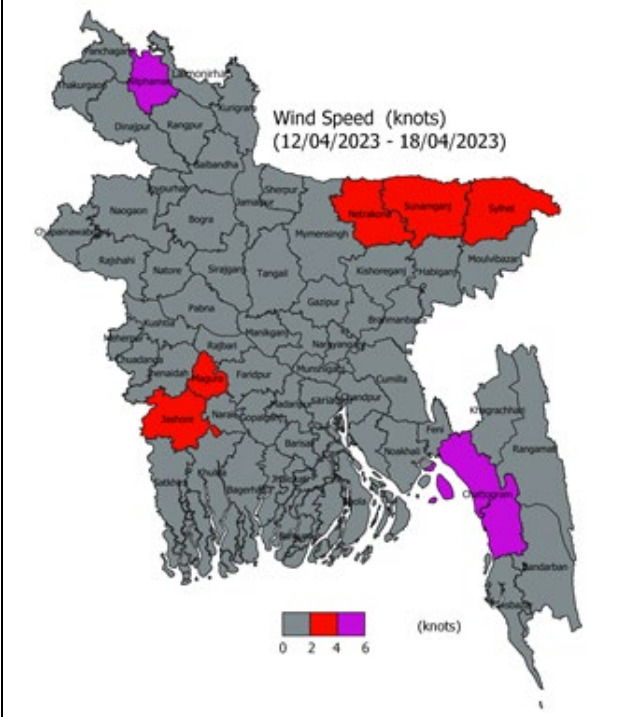 Panchagarh
Lalmonirhat
Thakurgaon
Nilphamari
Kurigram
Wind Speed (knots)
(12/04/2023 - 18/04/2023)
Dinajpur
Rangpur
Gaibandha
Joypurhat
Sherpur
Jamalpur
Naogaon
Bogra
Netrakona
Sunamganj
Sylhet
Mymensingh
Chapainawabganj
Rajshahi
Natore
Sirajganj
Tangail
Kishoreganj
Habiganj
Moulvibazar
Pabna
Gazipur
Kushtia
Brahmanbaria
Meherpur
Rajbari
Manikganj
Narayanganj
Chuadanga
Jhenaidah
Magura
Faridpur
Munshiganj
Cumilla
Khagrachhari
Jashore
Narail
Gopalganj
Madaripur
Shariatpur
Chandpur
Feni
Noakhali
Rangamati
Barisal
Khulna
Satkhira
Bagerhat
Bhola
Chattogram
Bandarban
0 2 4 6
(knots)